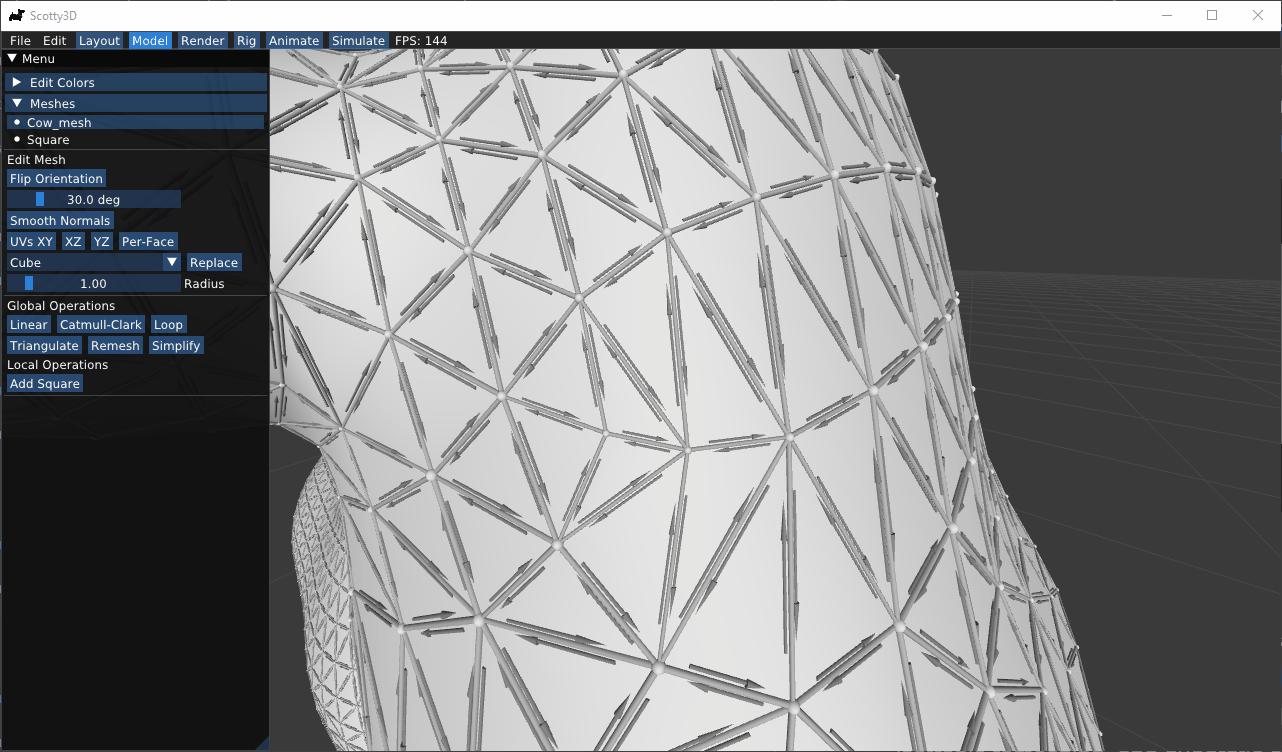 Scotty3D
File Edit Layout Model Render Rig Animate Simulate FPS: 144
Menu
Edit Colors
Meshes
Cow_mesh
Square
Edit Mesh
Flip Orientation
30.0 deg
Smooth Normals
UVs XY XZ YZ Per-Face
Cube Replace
1.00 Radius
Global Operations
Linear Catmull-Clark Loop
Triangulate Remesh Simplify
Local Operations
Add Square